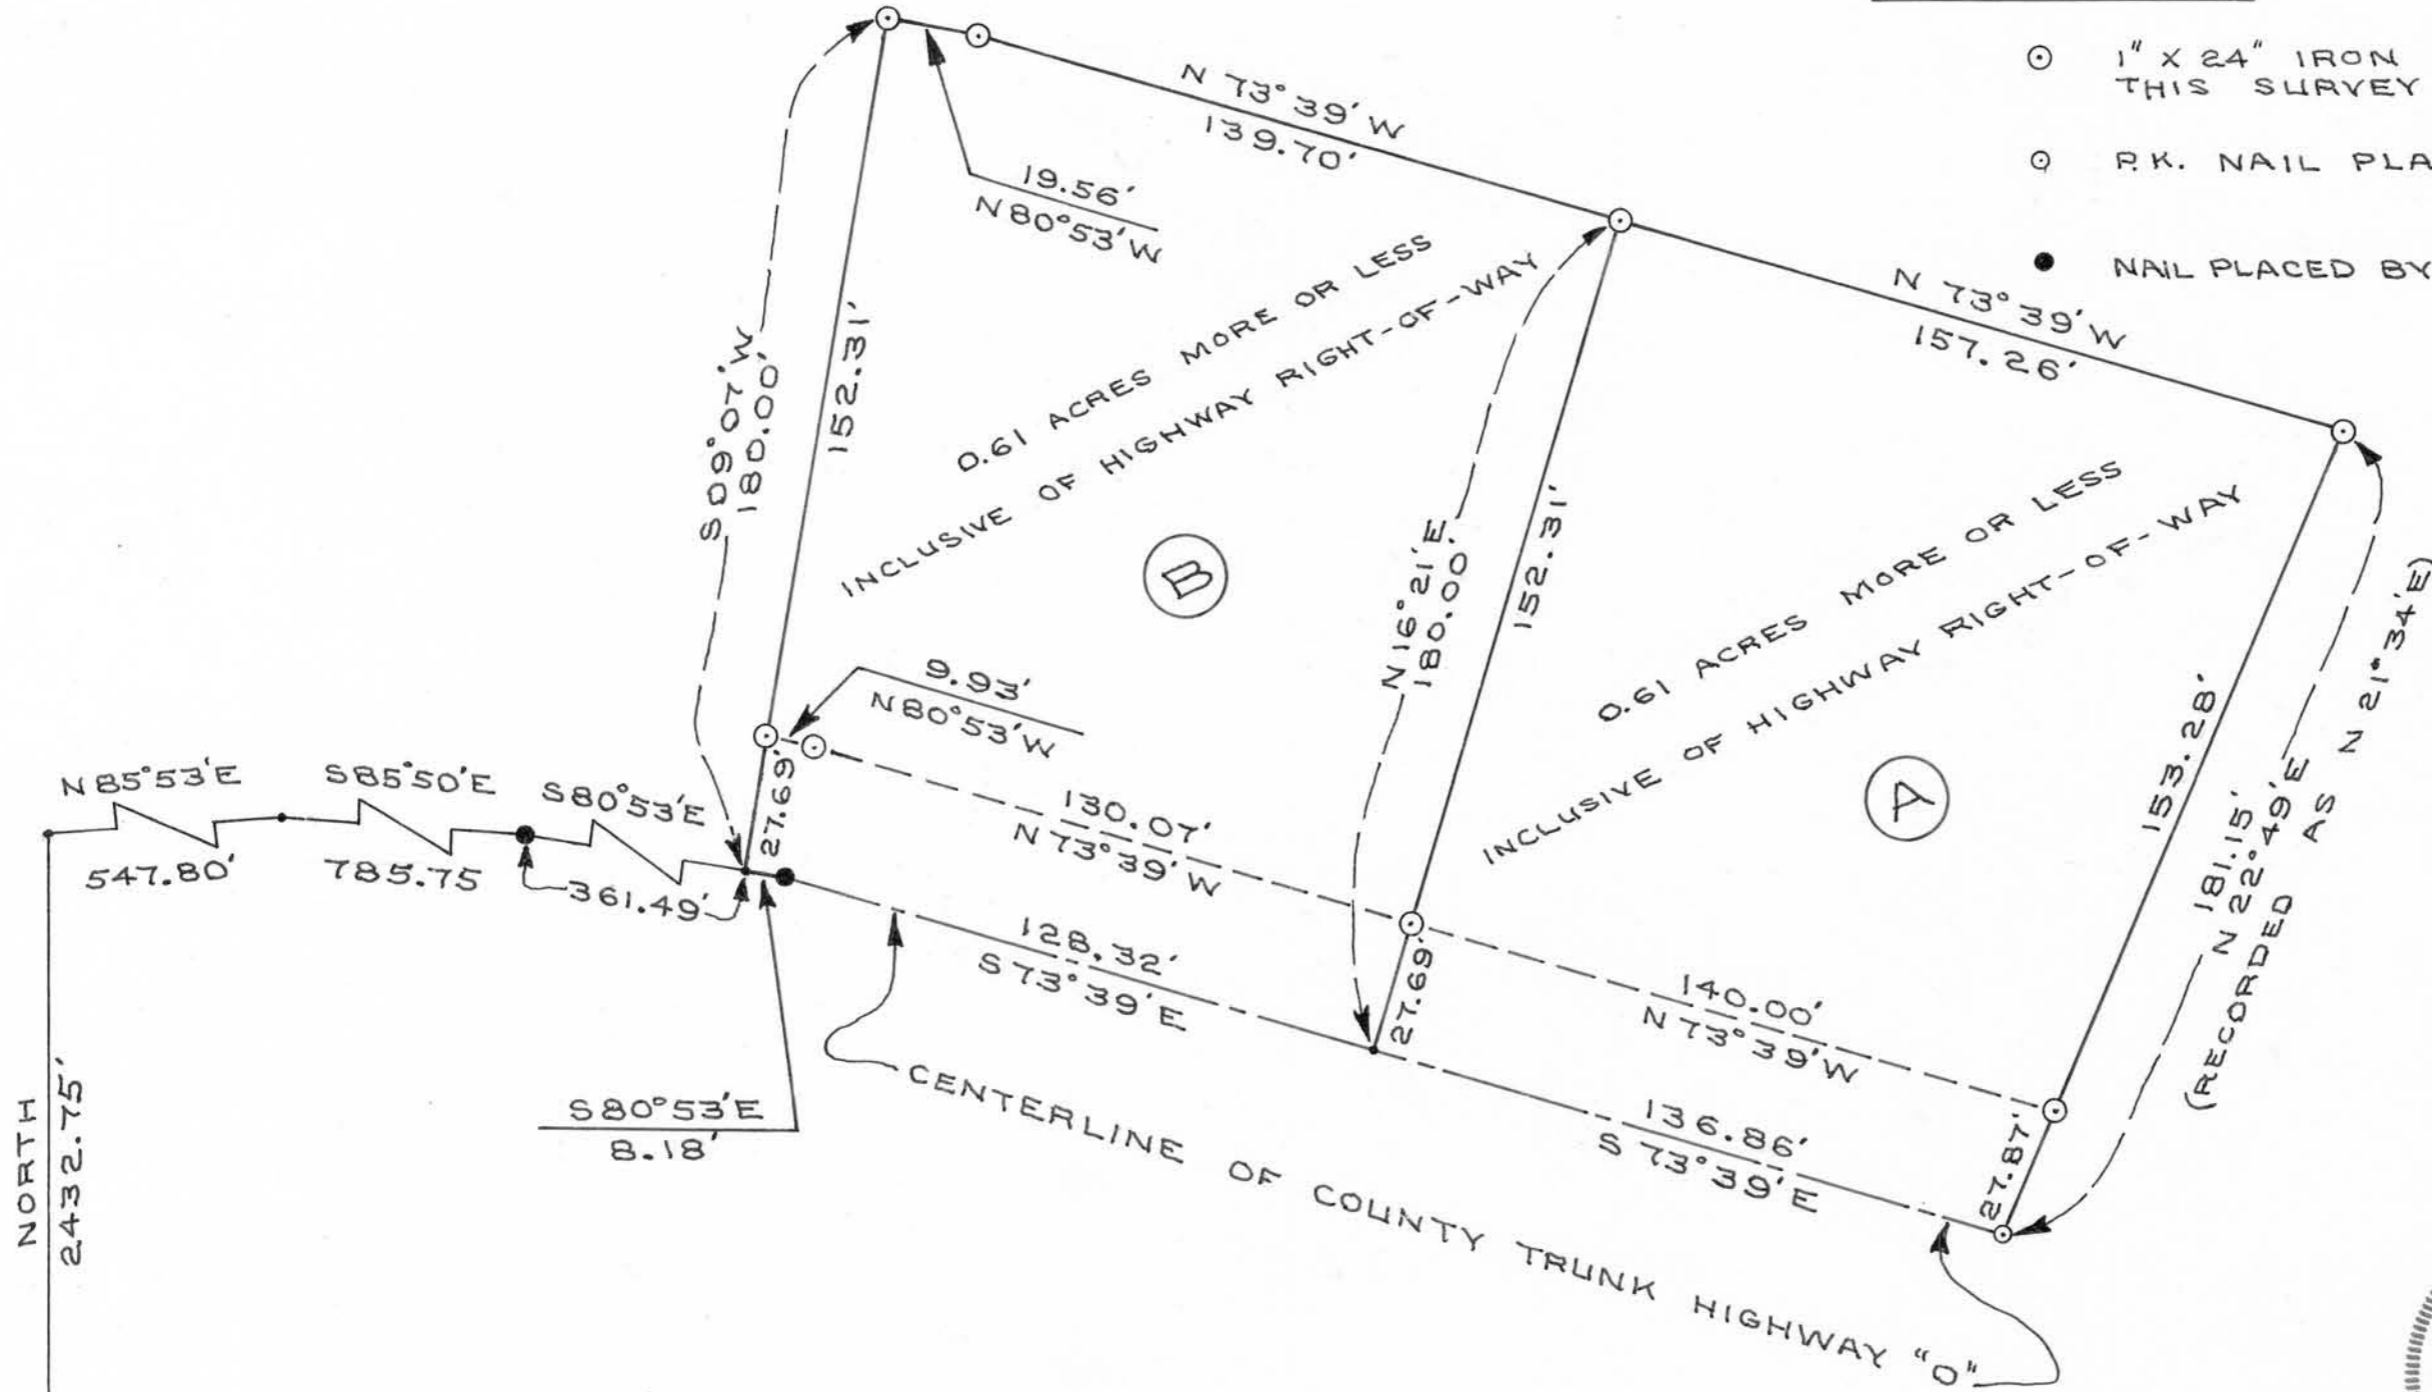 1" X 24" IRON
THIS SURVEY
P.K. NAIL PLA
NAIL PLACED BY
N 73° 39' W
139.70'
19.56'
N 80° 53' W
N 73° 39' W
157.26'
S 09° 07' W
180.00'
152.31'
0.61 ACRES MORE OR LESS
INCLUSIVE OF HIGHWAY RIGHT-OF-WAY
B
N 16° 21' E
180.00'
152.31'
0.61 ACRES MORE OR LESS
INCLUSIVE OF HIGHWAY RIGHT-OF-WAY
A
153.28'
181.15'
N 22° 49' E
(RECORDED AS N 21° 34' E)
9.93'
N 80° 53' W
27.69'
N 85° 53' E
547.80'
S 85° 50' E
785.75
S 80° 53' E
361.49'
130.07'
N 73° 39' W
128.32'
S 73° 39' E
27.69'
140.00'
N 73° 39' W
136.86'
S 73° 39' E
27.87'
S 80° 53' E
8.18'
CENTERLINE OF COUNTY TRUNK HIGHWAY "O"
NORTH
2432.75'